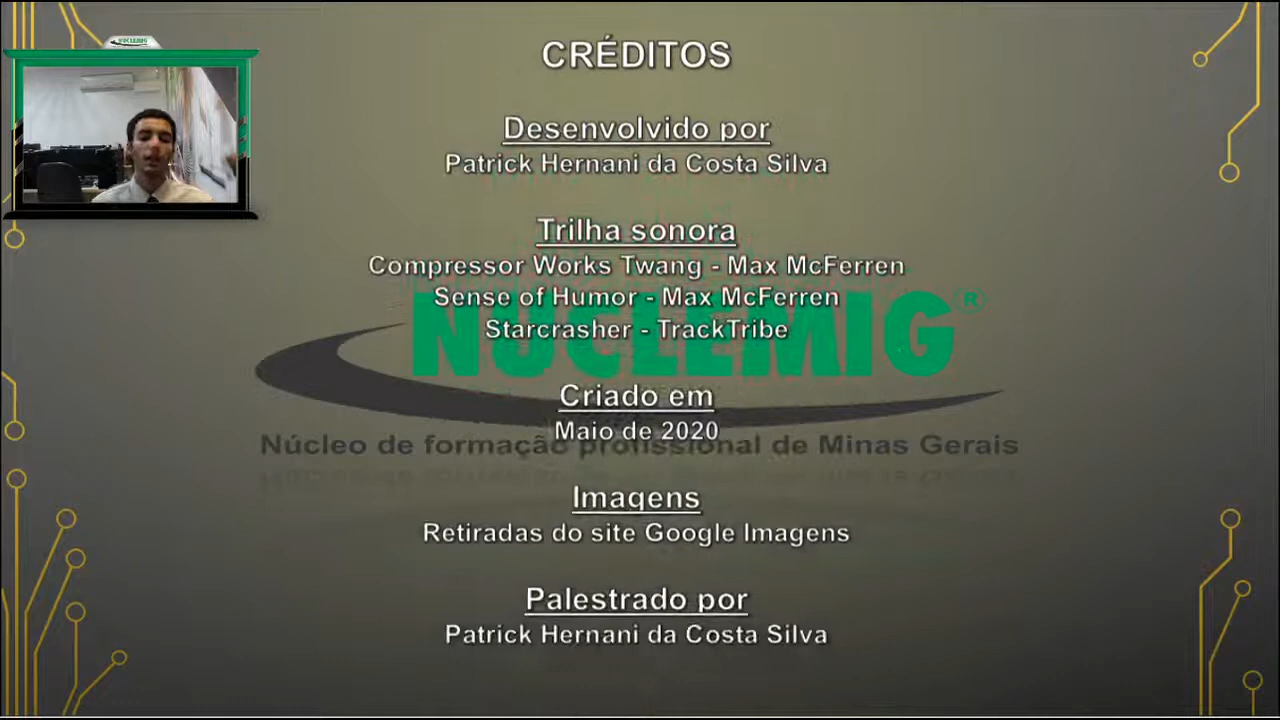 NUCLEMIG
CRÉDITOS
Desenvolvido por
Patrick Hernani da Costa Silva
Trilha sonora
Compressor Works Twang - Max McFerren
Sense of Humor - Max McFerren
Starcrasher - TrackTribe
NUCLEMIG®
Criado em
Maio de 2020
Núcleo de formação profissional de Minas Gerais
Imagens
Retiradas do site Google Imagens
Palestrado por
Patrick Hernani da Costa Silva